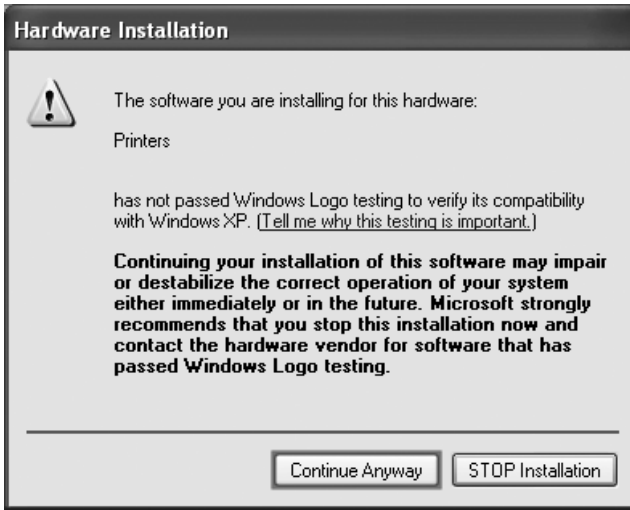 Hardware Installation
The software you are installing for this hardware:
Printers
has not passed Windows Logo testing to verify its compatibility
with Windows XP. (Tell me why this testing is important.)
Continuing your installation of this software may impair
or destabilize the correct operation of your system
either immediately or in the future. Microsoft strongly
recommends that you stop this installation now and
contact the hardware vendor for software that has
passed Windows Logo testing.
Continue Anyway
STOP Installation